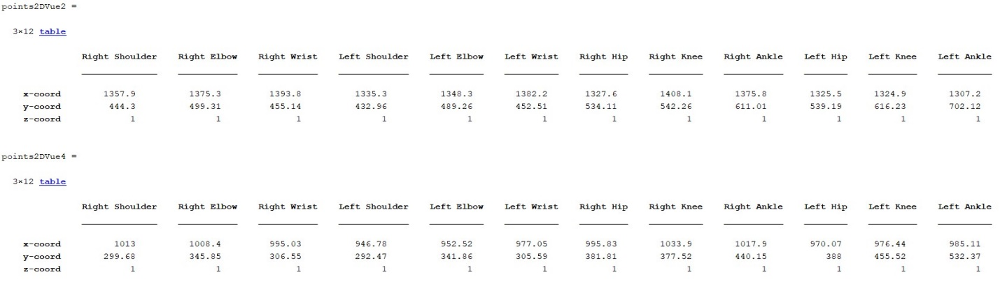 points2DVue2 =
3×12 table
Right Shoulder Right Elbow Right Wrist Left Shoulder Left Elbow Left Wrist Right Hip Right Knee Right Ankle Left Hip Left Knee Left Ankle
x-coord 1357.9 1375.3 1393.8 1335.3 1348.3 1382.2 1327.6 1408.1 1375.8 1325.5 1324.9 1307.2
y-coord 444.3 499.31 455.14 432.96 489.26 452.51 534.11 542.26 611.01 539.19 616.23 702.12
z-coord 1 1 1 1 1 1 1 1 1 1 1 1
points2DVue4 =
3×12 table
Right Shoulder Right Elbow Right Wrist Left Shoulder Left Elbow Left Wrist Right Hip Right Knee Right Ankle Left Hip Left Knee Left Ankle
x-coord 1013 1008.4 995.03 946.78 952.52 977.05 995.83 1033.9 1017.9 970.07 976.44 985.11
y-coord 299.68 345.85 306.55 292.47 341.86 305.59 381.81 377.52 440.15 388 455.52 532.37
z-coord 1 1 1 1 1 1 1 1 1 1 1 1